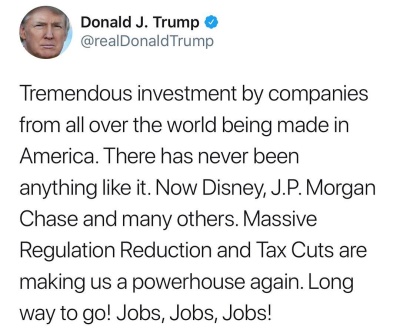 Donald J. Trump
@realDonaldTrump
Tremendous investment by companies
from all over the world being made in
America. There has never been
anything like it. Now Disney, J.P. Morgan
Chase and many others. Massive
Regulation Reduction and Tax Cuts are
making us a powerhouse again. Long
way to go! Jobs, Jobs, Jobs!